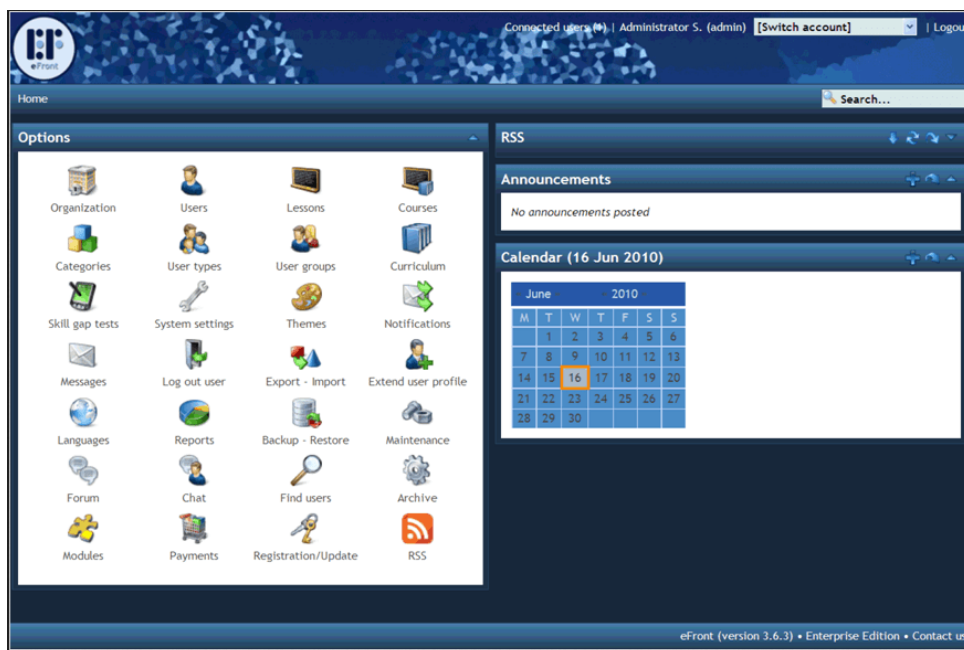 Connected users (1) | Administrator S. (admin) [Switch account] | Logou
eFront
Home
Search...
Options
Organization Users Lessons Courses
Categories User types User groups Curriculum
Skill gap tests System settings Themes Notifications
Messages Log out user Export - Import Extend user profile
Languages Reports Backup - Restore Maintenance
Forum Chat Find users Archive
Modules Payments Registration/Update RSS
RSS
Announcements
No announcements posted
Calendar (16 Jun 2010)
June 2010
M T W T F S S
1 2 3 4 5 6
7 8 9 10 11 12 13
14 15 16 17 18 19 20
21 22 23 24 25 26 27
28 29 30
eFront (version 3.6.3) • Enterprise Edition • Contact us